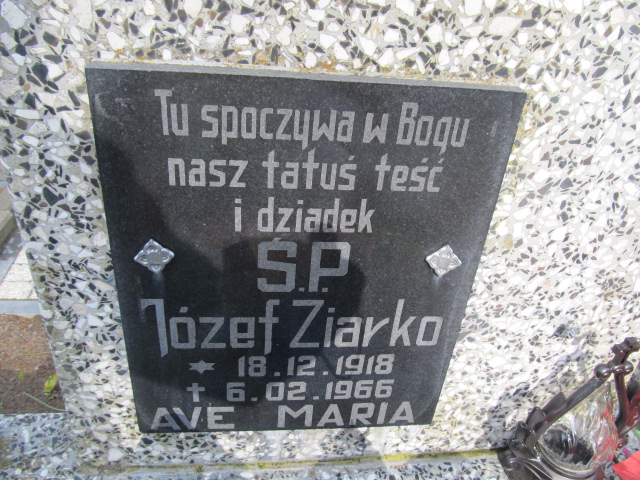 Tu spoczywa w Bogu
nasz tatuś teść
i dziadek
Ś.P.
Józef Ziarko
* 18.12.1918
✝ 6.02.1966
AVE MARIA